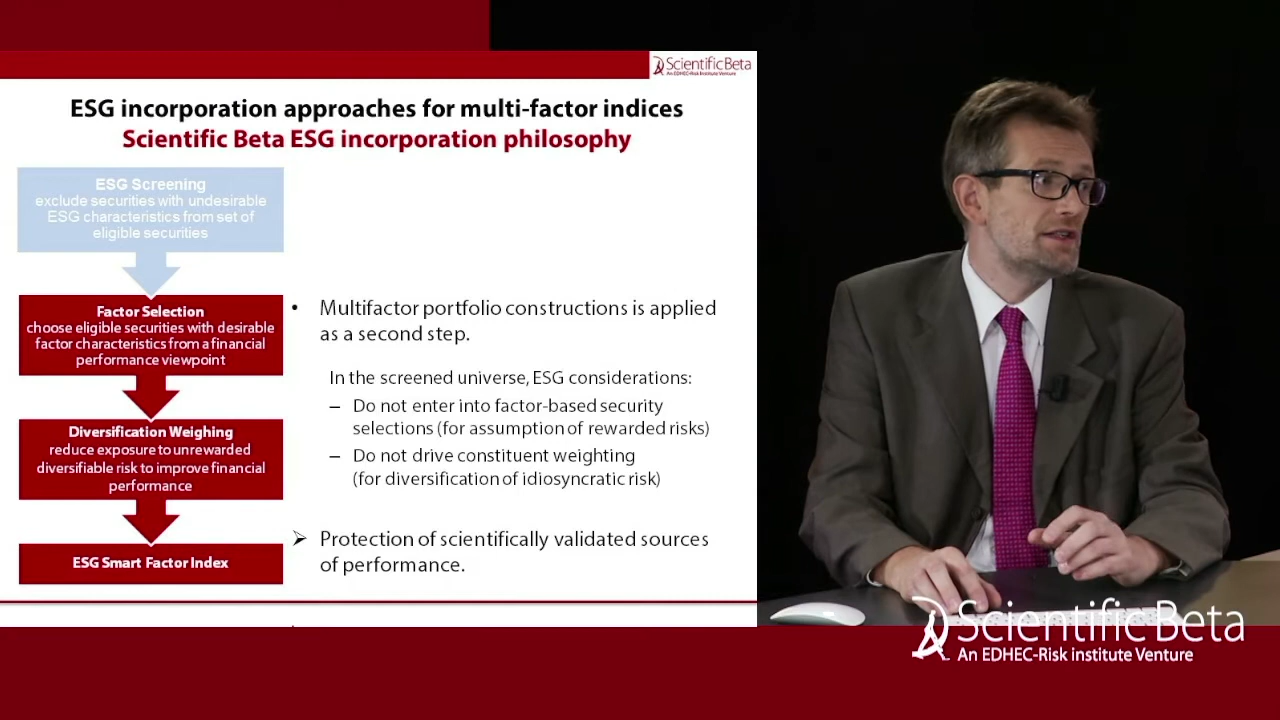 ScientificBeta
An EDHEC-Risk Institute Venture
ESG incorporation approaches for multi-factor indices
Scientific Beta ESG incorporation philosophy
ESG Screening
exclude securities with undesirable
ESG characteristics from set of
eligible securities
Factor Selection
choose eligible securities with desirable
factor characteristics from a financial
performance viewpoint
Diversification Weighing
reduce exposure to unrewarded
diversifiable risk to improve financial
performance
ESG Smart Factor Index
• Multifactor portfolio constructions is applied
as a second step.
In the screened universe, ESG considerations:
– Do not enter into factor-based security
selections (for assumption of rewarded risks)
– Do not drive constituent weighting
(for diversification of idiosyncratic risk)
➢ Protection of scientifically validated sources
of performance.
Scientific Beta
An EDHEC-Risk institute Venture